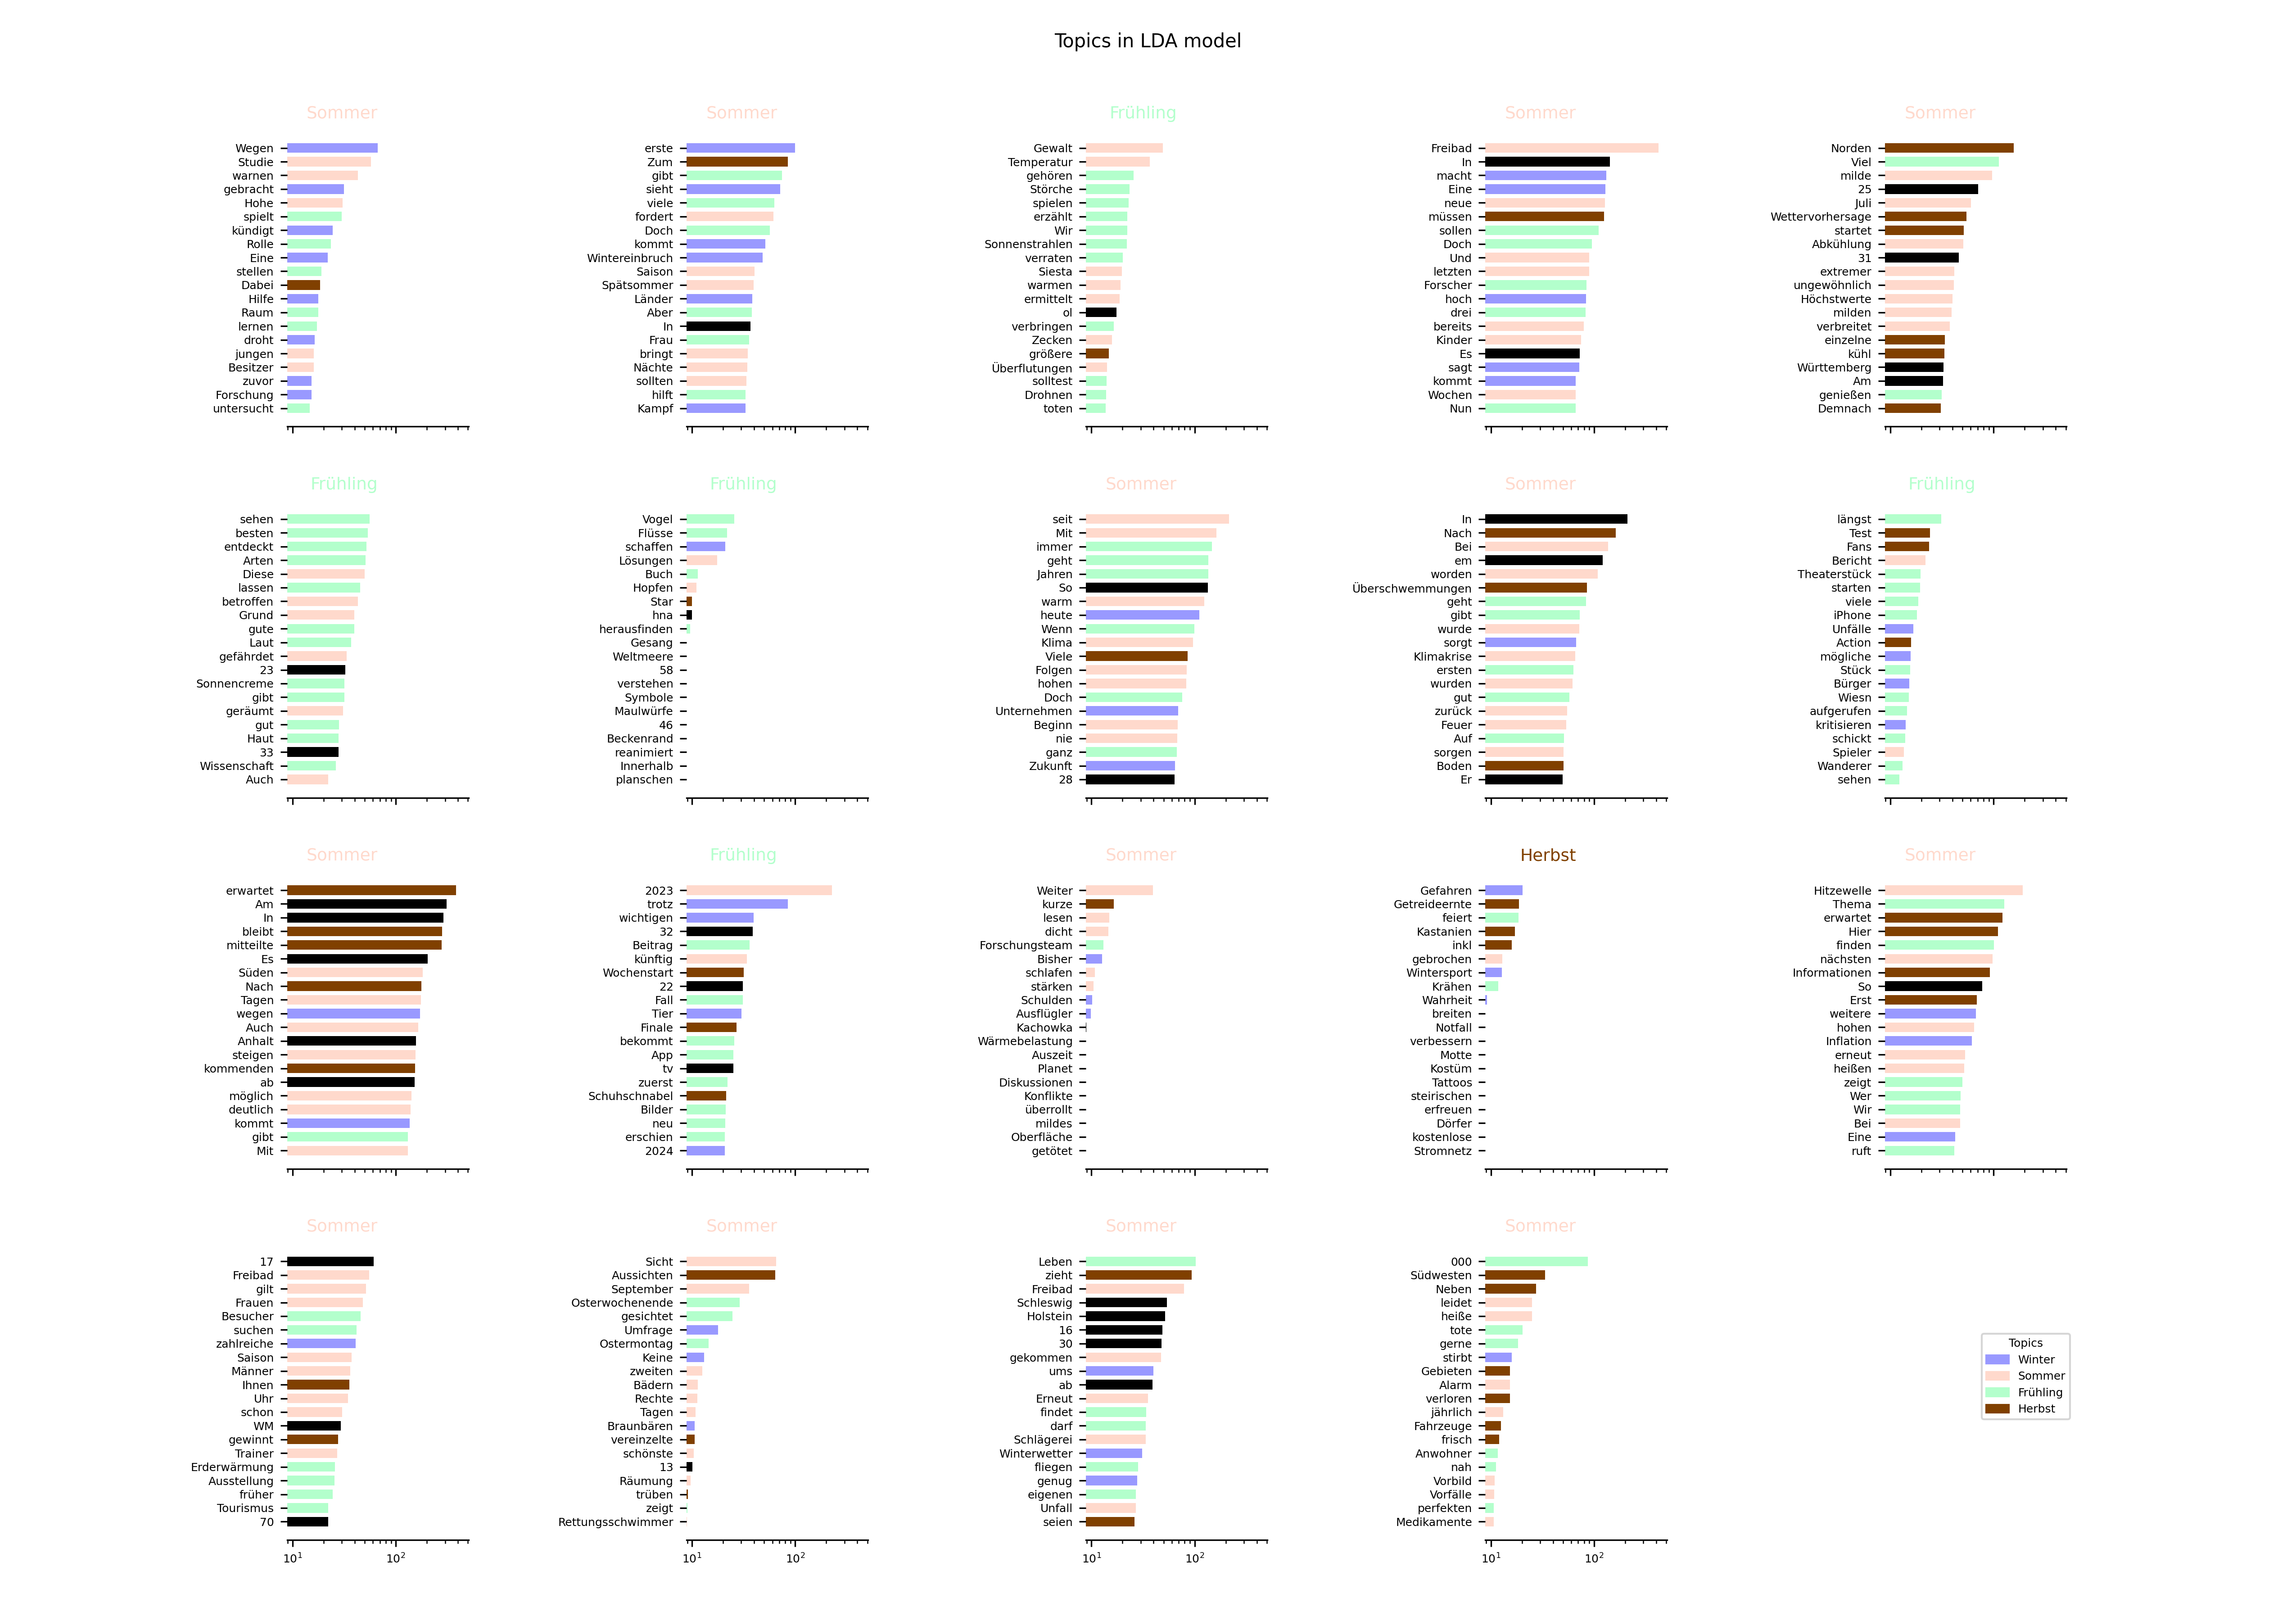 Topics in LDA model
Sommer
Wegen
Studie
warnen
gebracht
Hohe
spielt
kündigt
Rolle
Eine
stellen
Dabei
Hilfe
Raum
lernen
droht
jungen
Besitzer
zuvor
Forschung
untersucht
Sommer
erste
Zum
gibt
sieht
viele
fordert
Doch
kommt
Wintereinbruch
Saison
Spätsommer
Länder
Aber
In
Frau
bringt
Nächte
sollten
hilft
Kampf
Frühling
Gewalt
Temperatur
gehören
Störche
spielen
erzählt
Wir
Sonnenstrahlen
verraten
Siesta
warmen
ermittelt
ol
verbringen
Zecken
größere
Überflutungen
solltest
Drohnen
toten
Sommer
Freibad
In
macht
Eine
neue
müssen
sollen
Doch
Und
letzten
Forscher
hoch
drei
bereits
Kinder
Es
sagt
kommt
Wochen
Nun
Sommer
Norden
Viel
milde
25
Juli
Wettervorhersage
startet
Abkühlung
31
extremer
ungewöhnlich
Höchstwerte
milden
verbreitet
einzelne
kühl
Württemberg
Am
genießen
Demnach
Frühling
sehen
besten
entdeckt
Arten
Diese
lassen
betroffen
Grund
gute
Laut
gefährdet
23
Sonnencreme
gibt
geräumt
gut
Haut
33
Wissenschaft
Auch
Frühling
Vogel
Flüsse
schaffen
Lösungen
Buch
Hopfen
Star
hna
herausfinden
Gesang
Weltmeere
58
verstehen
Symbole
Maulwürfe
46
Beckenrand
reanimiert
Innerhalb
planschen
Sommer
seit
Mit
immer
geht
Jahren
So
warm
heute
Wenn
Klima
Viele
Folgen
hohen
Doch
Unternehmen
Beginn
nie
ganz
Zukunft
28
Sommer
In
Nach
Bei
em
worden
Überschwemmungen
geht
gibt
wurde
sorgt
Klimakrise
ersten
wurden
gut
zurück
Feuer
Auf
sorgen
Boden
Er
Frühling
längst
Test
Fans
Bericht
Theaterstück
starten
viele
iPhone
Unfälle
Action
mögliche
Stück
Bürger
Wiesn
aufgerufen
kritisieren
schickt
Spieler
Wanderer
sehen
Sommer
erwartet
Am
In
bleibt
mitteilte
Es
Süden
Nach
Tagen
wegen
Auch
Anhalt
steigen
kommenden
ab
möglich
deutlich
kommt
gibt
Mit
Frühling
2023
trotz
wichtigen
32
Beitrag
künftig
Wochenstart
22
Fall
Tier
Finale
bekommt
App
tv
zuerst
Schuhschnabel
Bilder
neu
erschien
2024
Sommer
Weiter
kurze
lesen
dicht
Forschungsteam
Bisher
schlafen
stärken
Schulden
Ausflügler
Kachowka
Wärmebelastung
Auszeit
Planet
Diskussionen
Konflikte
überrollt
mildes
Oberfläche
getötet
Herbst
Gefahren
Getreideernte
feiert
Kastanien
inkl
gebrochen
Wintersport
Krähen
Wahrheit
breiten
Notfall
verbessern
Motte
Kostüm
Tattoos
steirischen
erfreuen
Dörfer
kostenlose
Stromnetz
Sommer
Hitzewelle
Thema
erwartet
Hier
finden
nächsten
Informationen
So
Erst
weitere
hohen
Inflation
erneut
heißen
zeigt
Wer
Wir
Bei
Eine
ruft
Sommer
17
Freibad
gilt
Frauen
Besucher
suchen
zahlreiche
Saison
Männer
Ihnen
Uhr
schon
WM
gewinnt
Trainer
Erderwärmung
Ausstellung
früher
Tourismus
70
10¹ 10²
Sommer
Sicht
Aussichten
September
Osterwochenende
gesichtet
Umfrage
Ostermontag
Keine
zweiten
Bädern
Rechte
Tagen
Braunbären
vereinzelte
schönste
13
Räumung
trüben
zeigt
Rettungsschwimmer
10¹ 10²
Sommer
Leben
zieht
Freibad
Schleswig
Holstein
16
30
gekommen
ums
ab
Erneut
findet
darf
Schlägerei
Winterwetter
fliegen
genug
eigenen
Unfall
seien
10¹ 10²
Sommer
000
Südwesten
Neben
leidet
heiße
tote
gerne
stirbt
Gebieten
Alarm
verloren
jährlich
Fahrzeuge
frisch
Anwohner
nah
Vorbild
Vorfälle
perfekten
Medikamente
10¹ 10²
Topics
Winter
Sommer
Frühling
Herbst